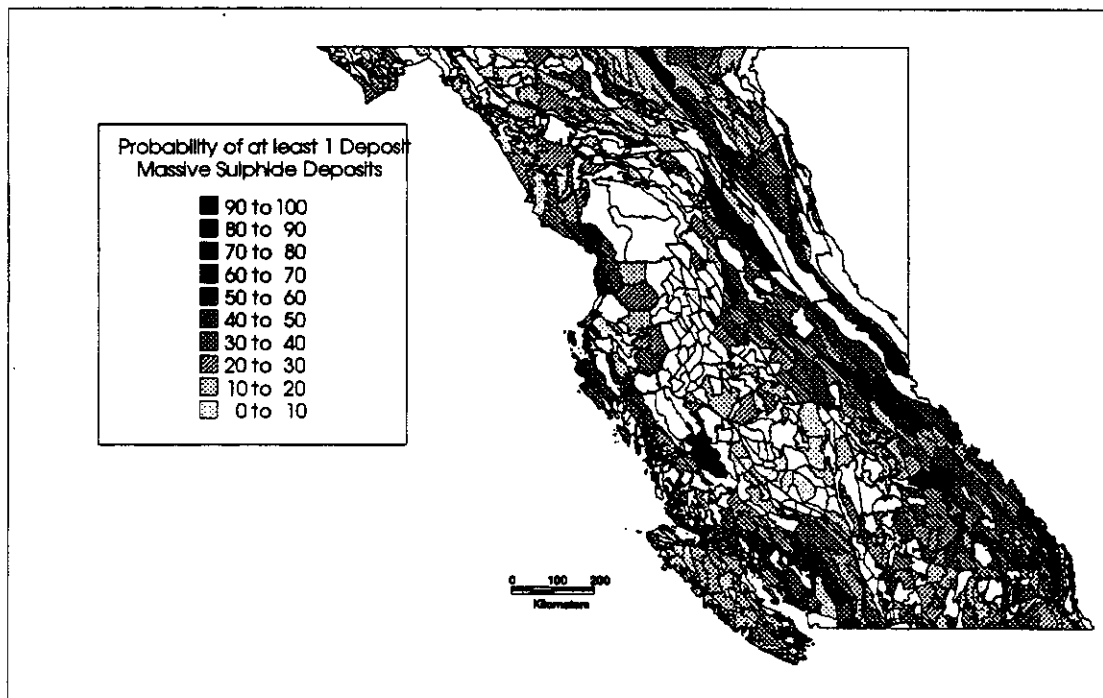 Probability of at least 1 Deposit
Massive Sulphide Deposits
90 to 100
80 to 90
70 to 80
60 to 70
50 to 60
40 to 50
30 to 40
20 to 30
10 to 20
0 to 10
0 100 200
Kilometers